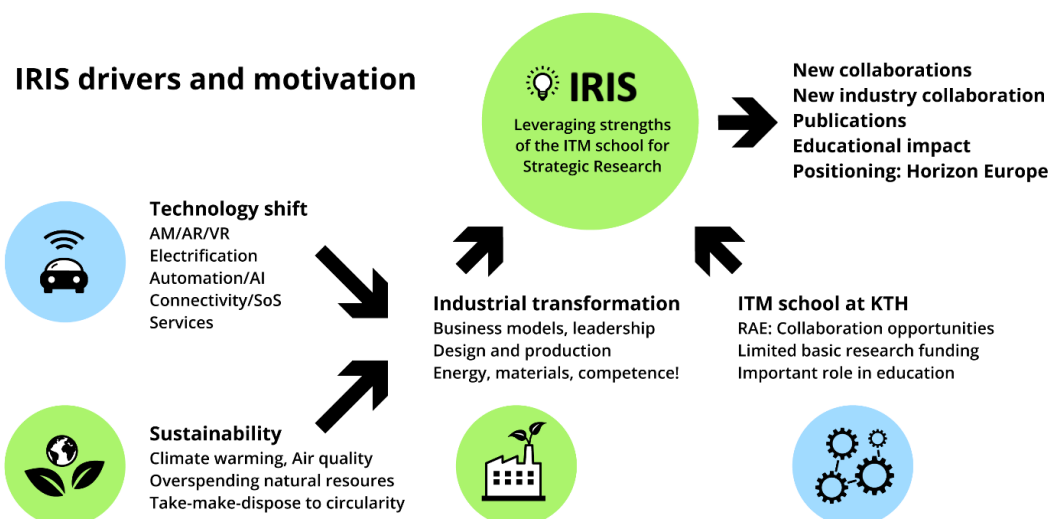 IRIS drivers and motivation
IRIS
Leveraging strengths
of the ITM school for
Strategic Research
New collaborations
New industry collaboration
Publications
Educational impact
Positioning: Horizon Europe
Technology shift
AM/AR/VR
Electrification
Automation/AI
Connectivity/SoS
Services
Industrial transformation
Business models, leadership
Design and production
Energy, materials, competence!
ITM school at KTH
RAE: Collaboration opportunities
Limited basic research funding
Important role in education
Sustainability
Climate warming, Air quality
Overspending natural resoures
Take-make-dispose to circularity